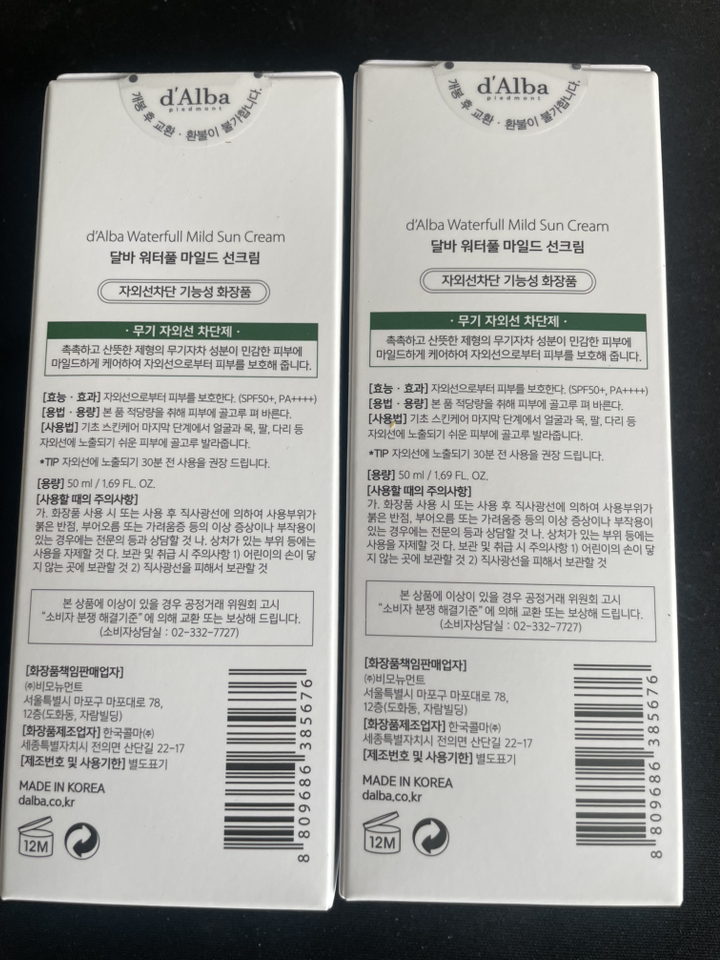 d'Alba
piedmont
개봉 후 교환 · 환불이 불가합니다.
d'Alba Waterfull Mild Sun Cream
달바 워터풀 마일드 선크림
자외선차단 기능성 화장품
· 무기 자외선 차단제 ·
촉촉하고 산뜻한 제형의 무기자차 성분이 민감한 피부에
마일드하게 케어하여 자외선으로부터 피부를 보호해 줍니다.
[효능 · 효과] 자외선으로부터 피부를 보호한다. (SPF50+, PA++++)
[용법 · 용량] 본 품 적당량을 취해 피부에 골고루 펴 바른다.
[사용법] 기초 스킨케어 마지막 단계에서 얼굴과 목, 팔, 다리 등
자외선에 노출되기 쉬운 피부에 골고루 발라줍니다.
*TIP 자외선에 노출되기 30분 전 사용을 권장 드립니다.
[용량] 50 ml / 1.69 FL. OZ.
[사용할 때의 주의사항]
가. 화장품 사용 시 또는 사용 후 직사광선에 의하여 사용부위가
붉은 반점, 부어오름 또는 가려움증 등의 이상 증상이나 부작용이
있는 경우에는 전문의 등과 상담할 것 나. 상처가 있는 부위 등에는
사용을 자제할 것 다. 보관 및 취급 시 주의사항 1) 어린이의 손이 닿
지 않는 곳에 보관할 것 2) 직사광선을 피해서 보관할 것
본 상품에 이상이 있을 경우 공정거래 위원회 고시
"소비자 분쟁 해결기준" 에 의해 교환 또는 보상해 드립니다.
(소비자상담실 : 02-332-7727)
[화장품책임판매업자]
㈜비모뉴먼트
서울특별시 마포구 마포대로 78,
12층(도화동, 자람빌딩)
[화장품제조업자] 한국콜마㈜
세종특별자치시 전의면 산단길 22-17
[제조번호 및 사용기한] 별도표기
MADE IN KOREA
dalba.co.kr
12M
8 809686 385676
d'Alba
piedmont
개봉 후 교환 · 환불이 불가합니다.
d'Alba Waterfull Mild Sun Cream
달바 워터풀 마일드 선크림
자외선차단 기능성 화장품
· 무기 자외선 차단제 ·
촉촉하고 산뜻한 제형의 무기자차 성분이 민감한 피부에
마일드하게 케어하여 자외선으로부터 피부를 보호해 줍니다.
[효능 · 효과] 자외선으로부터 피부를 보호한다. (SPF50+, PA++++)
[용법 · 용량] 본 품 적당량을 취해 피부에 골고루 펴 바른다.
[사용법] 기초 스킨케어 마지막 단계에서 얼굴과 목, 팔, 다리 등
자외선에 노출되기 쉬운 피부에 골고루 발라줍니다.
*TIP 자외선에 노출되기 30분 전 사용을 권장 드립니다.
[용량] 50 ml / 1.69 FL. OZ.
[사용할 때의 주의사항]
가. 화장품 사용 시 또는 사용 후 직사광선에 의하여 사용부위가
붉은 반점, 부어오름 또는 가려움증 등의 이상 증상이나 부작용이
있는 경우에는 전문의 등과 상담할 것 나. 상처가 있는 부위 등에는
사용을 자제할 것 다. 보관 및 취급 시 주의사항 1) 어린이의 손이 닿
지 않는 곳에 보관할 것 2) 직사광선을 피해서 보관할 것
본 상품에 이상이 있을 경우 공정거래 위원회 고시
"소비자 분쟁 해결기준" 에 의해 교환 또는 보상해 드립니다.
(소비자상담실 : 02-332-7727)
[화장품책임판매업자]
㈜비모뉴먼트
서울특별시 마포구 마포대로 78,
12층(도화동, 자람빌딩)
[화장품제조업자] 한국콜마㈜
세종특별자치시 전의면 산단길 22-17
[제조번호 및 사용기한] 별도표기
MADE IN KOREA
dalba.co.kr
12M
8 809686 385676